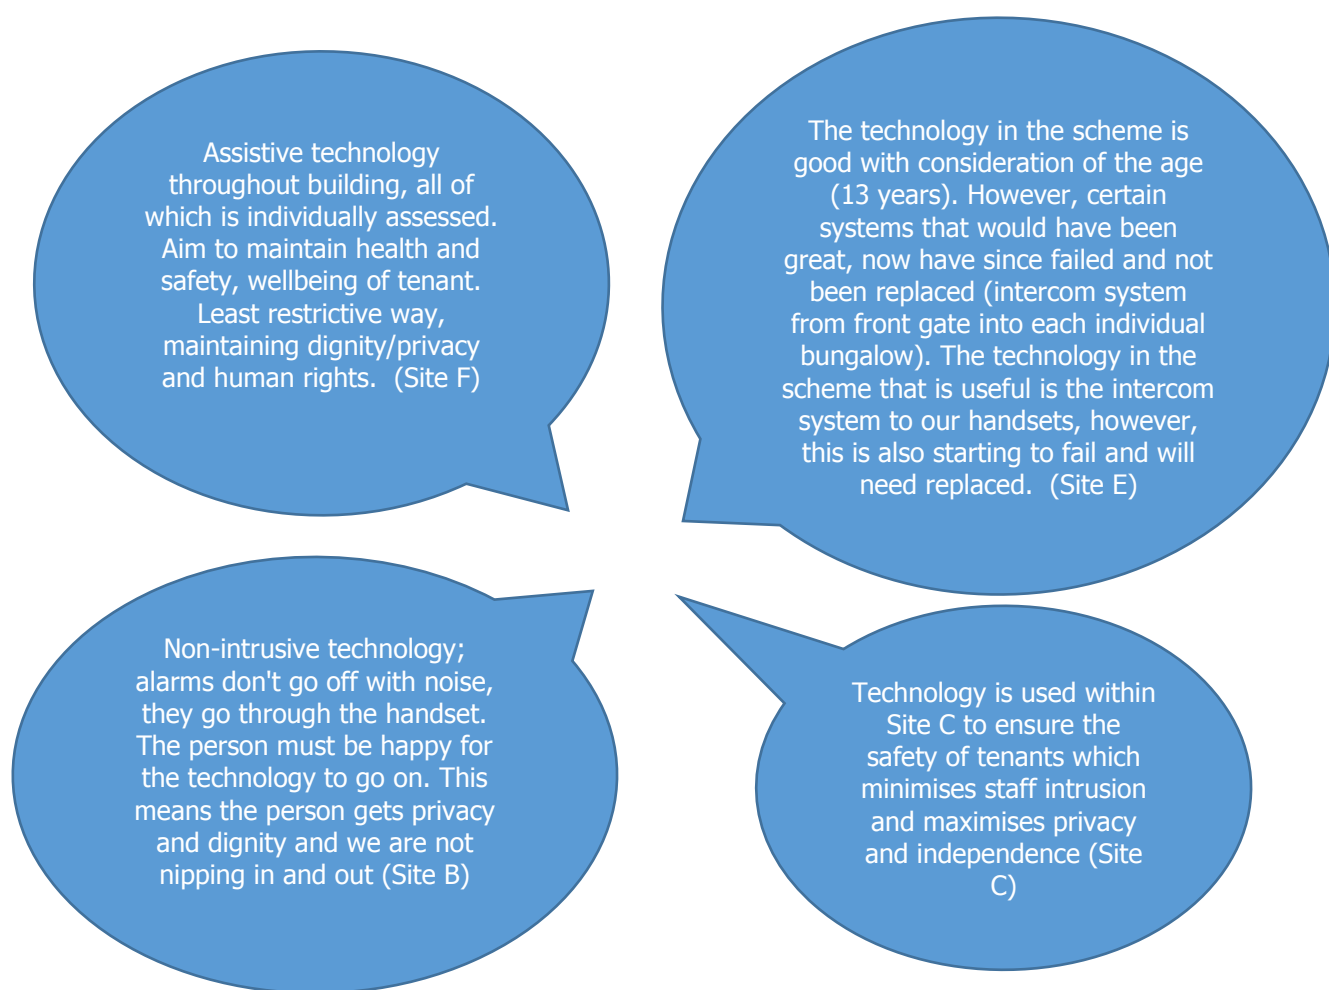 Assistive technology
throughout building, all of
which is individually assessed.
Aim to maintain health and
safety, wellbeing of tenant.
Least restrictive way,
maintaining dignity/privacy
and human rights.  (Site F)
The technology in the scheme is
good with consideration of the age
(13 years). However, certain
systems that would have been
great, now have since failed and not
been replaced (intercom system
from front gate into each individual
bungalow). The technology in the
scheme that is useful is the intercom
system to our handsets, however,
this is also starting to fail and will
need replaced.  (Site E)
Non-intrusive technology;
alarms don't go off with noise,
they go through the handset.
The person must be happy for
the technology to go on. This
means the person gets privacy
and dignity and we are not
nipping in and out (Site B)
Technology is used within
Site C to ensure the
safety of tenants which
minimises staff intrusion
and maximises privacy
and independence (Site
C)